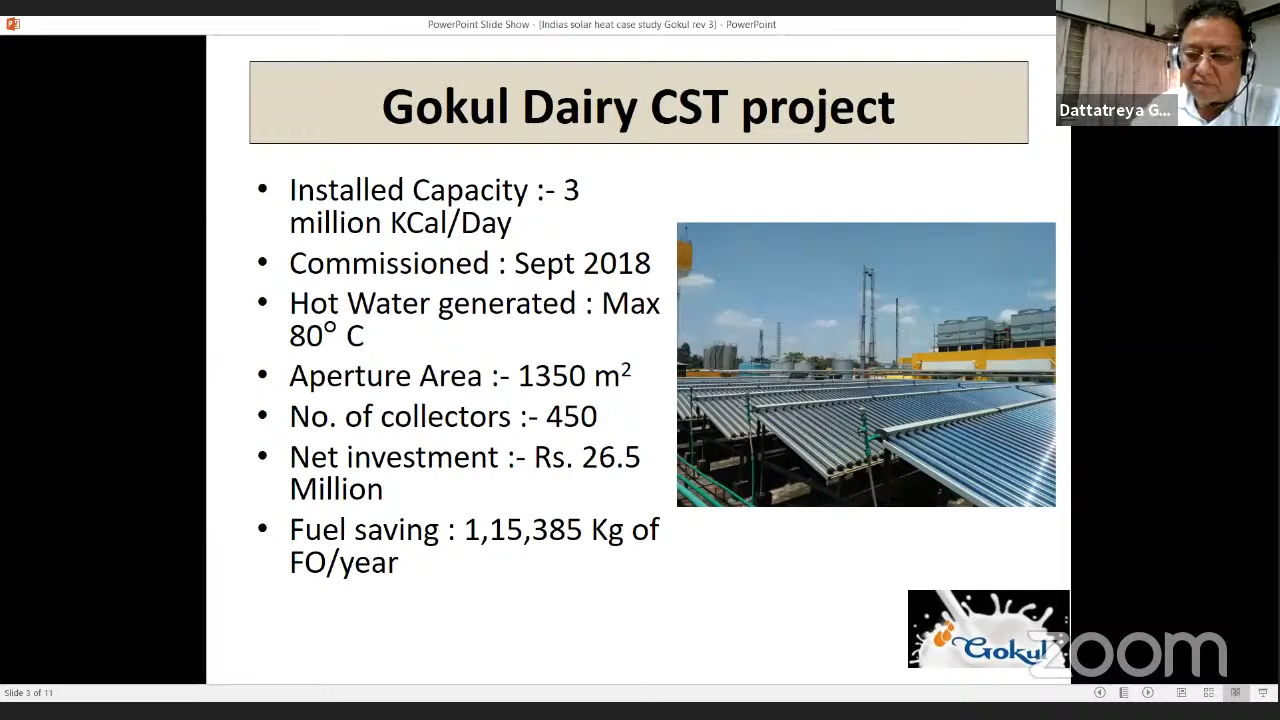 PowerPoint Slide Show - [Indias solar heat case study Gokul rev 3] - PowerPoint
Dattatreya G...
Gokul Dairy CST project
• Installed Capacity :- 3
million KCal/Day
• Commissioned : Sept 2018
• Hot Water generated : Max
80° C
• Aperture Area :- 1350 m²
• No. of collectors :- 450
• Net investment :- Rs. 26.5
Million
• Fuel saving : 1,15,385 Kg of
FO/year
Gokul
zoom
Slide 3 of 11